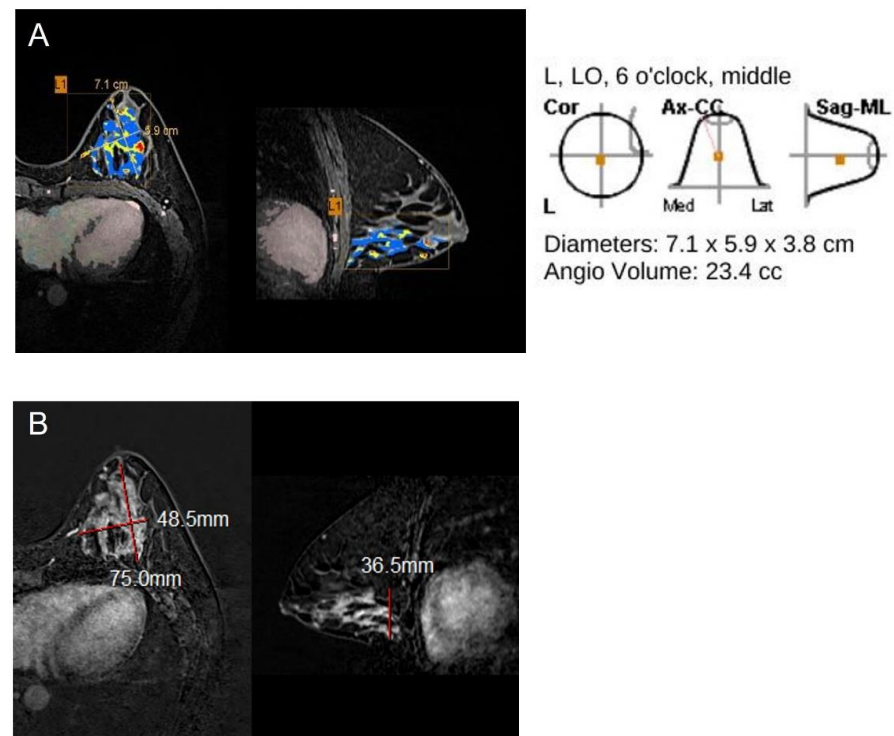 A
L1
7.1 cm
5.9 cm
L1
L, LO, 6 o'clock, middle
Cor
Ax-CC
Sag-ML
L
Med
Lat
Diameters: 7.1 x 5.9 x 3.8 cm
Angio Volume: 23.4 cc
B
48.5mm
75.0mm
36.5mm